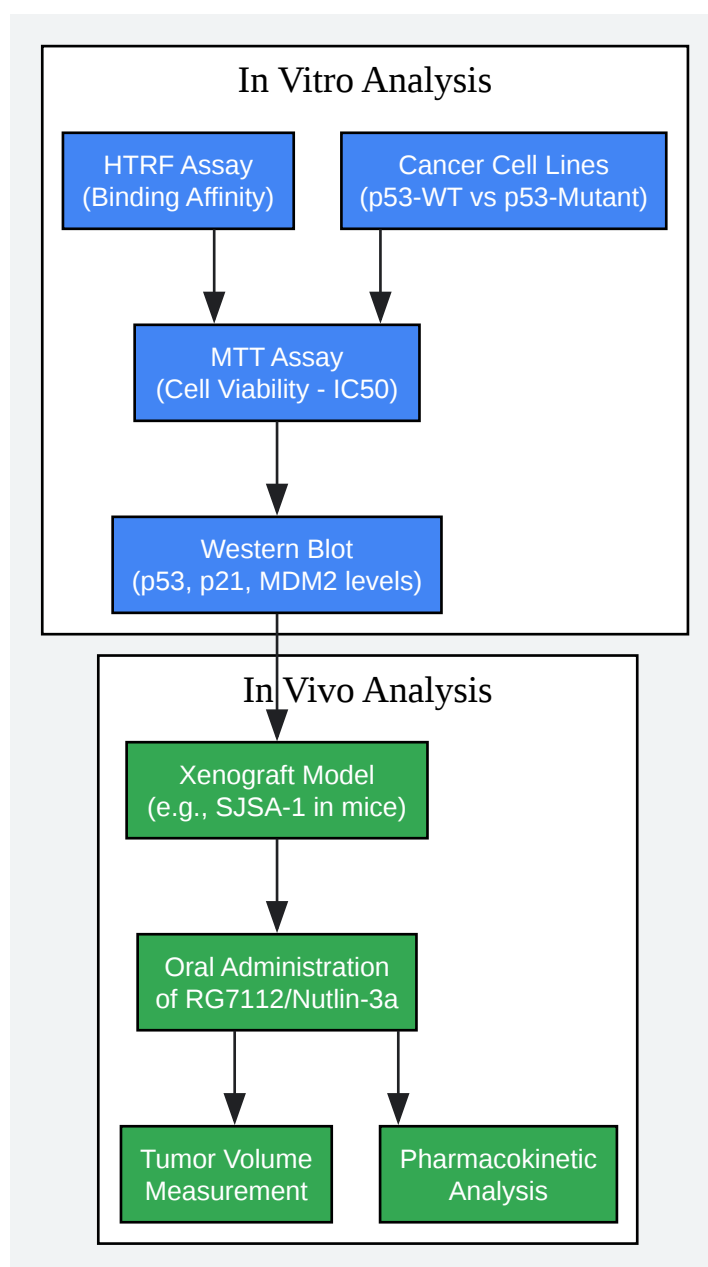 In Vitro Analysis
HTRF Assay
(Binding Affinity)
Cancer Cell Lines
(p53-WT vs p53-Mutant)
MTT Assay
(Cell Viability - IC50)
Western Blot
(p53, p21, MDM2 levels)
In Vivo Analysis
Xenograft Model
(e.g., SJSA-1 in mice)
Oral Administration
of RG7112/Nutlin-3a
Tumor Volume
Measurement
Pharmacokinetic
Analysis